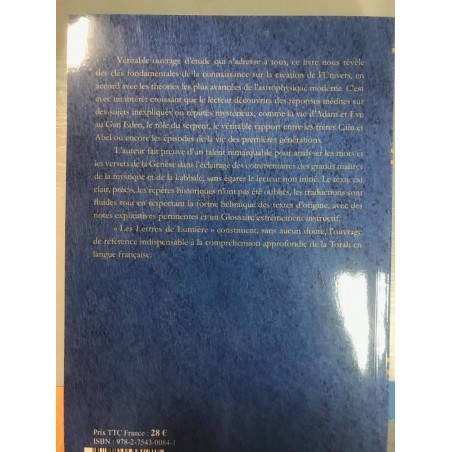 Véritable ouvrage d'étude qui s'adresse à tous, ce livre nous révèle
des clés fondamentales de la connaissance sur la création de l'Univers,
en accord avec les théories les plus avancées de l'astrophysique moderne. C'est
avec un intérêt croissant que le lecteur découvrira des réponses inédites sur
des sujets inexpliqués ou réputés mystérieux, comme la vie d'Adam et Eve
au Gan Eden, le rôle du serpent, le véritable rapport entre les frères Caïn et
Abel ou encore les épisodes de la vie des premières générations.
L'auteur fait preuve d'un talent remarquable pour analyser les mots et
les versets de la Genèse dans l'éclairage des commentaires des grands maîtres
de la mystique et de la kabbale, sans égarer le lecteur non initié. Le texte est
clair, précis, les repères historiques n'ont pas été oubliés, les traductions sont
fluides tout en respectant la forme hébraïque des textes d'origine, avec des
notes explicatives pertinentes et un Glossaire extrêmement instructif.
« Les Lettres de Lumière » constituent, sans aucun doute, l'ouvrage
de référence indispensable à la compréhension approfondie de la Torah en
langue française.
Prix TTC France : 28 €
ISBN : 978-2-7543-0084-1